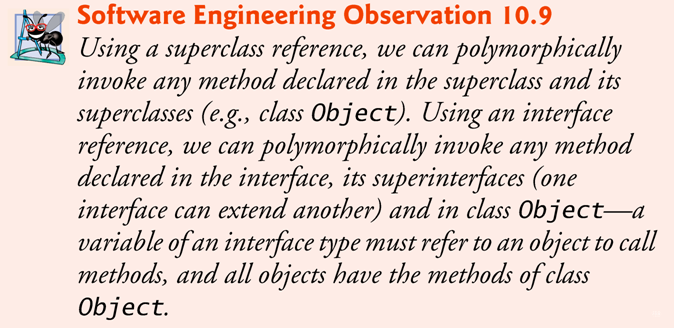 Software Engineering Observation 10.9
Using a superclass reference, we can polymorphically
invoke any method declared in the superclass and its
superclasses (e.g., class Object). Using an interface
reference, we can polymorphically invoke any method
declared in the interface, its superinterfaces (one
interface can extend another) and in class Object—a
variable of an interface type must refer to an object to call
methods, and all objects have the methods of class
Object.